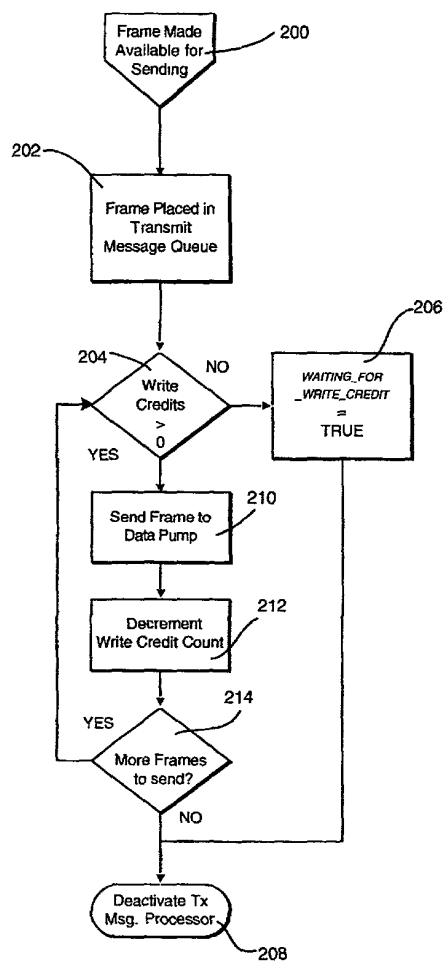 Frame Made
Available for
Sending
200
202
Frame Placed in
Transmit
Message Queue
204
Write
Credits
>
0
NO
206
WAITING_FOR
_WRITE_CREDIT
=
TRUE
YES
Send Frame to
Data Pump
210
Decrement
Write Credit Count
212
214
YES
More Frames
to send?
NO
Deactivate Tx
Msg. Processor
208